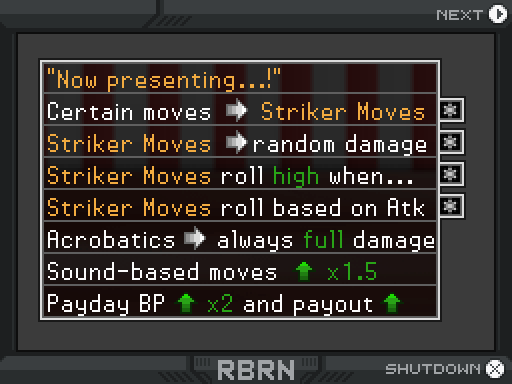 NEXT
"Now presenting...!"
Certain moves ➡ Striker Moves
Striker Moves ➡ random damage
Striker Moves roll high when...
Striker Moves roll based on Atk
Acrobatics ➡ always full damage
Sound-based moves ⬆ x1.5
Payday BP ⬆ x2 and payout ⬆
RBRN
SHUTDOWN